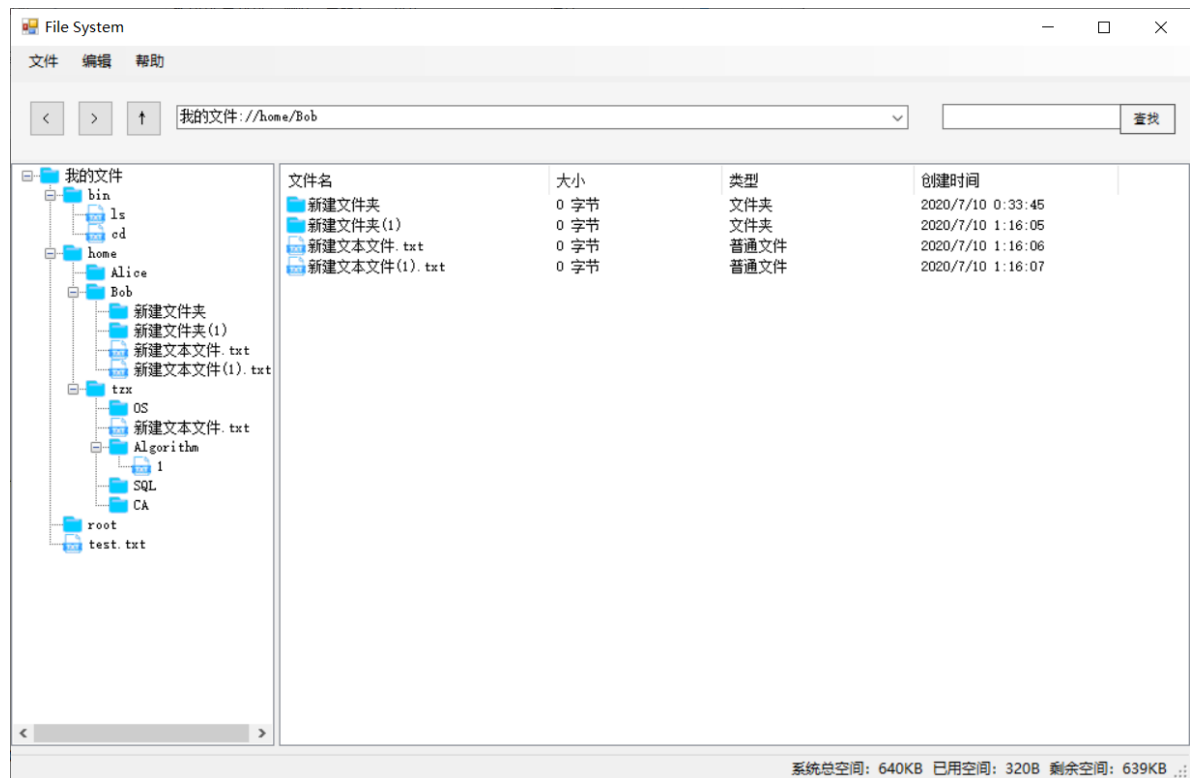 File System
文件 编辑 帮助
< > ↑ 我的文件://home/Bob 查找
我的文件
bin
ls
cd
home
Alice
Bob
新建文件夹
新建文件夹(1)
新建文本文件.txt
新建文本文件(1).txt
tzx
OS
新建文本文件.txt
Algorithm
1
SQL
CA
root
test.txt
文件名 大小 类型 创建时间
新建文件夹 0 字节 文件夹 2020/7/10 0:33:45
新建文件夹(1) 0 字节 文件夹 2020/7/10 1:16:05
新建文本文件.txt 0 字节 普通文件 2020/7/10 1:16:06
新建文本文件(1).txt 0 字节 普通文件 2020/7/10 1:16:07
系统总空间: 640KB 已用空间: 320B 剩余空间: 639KB